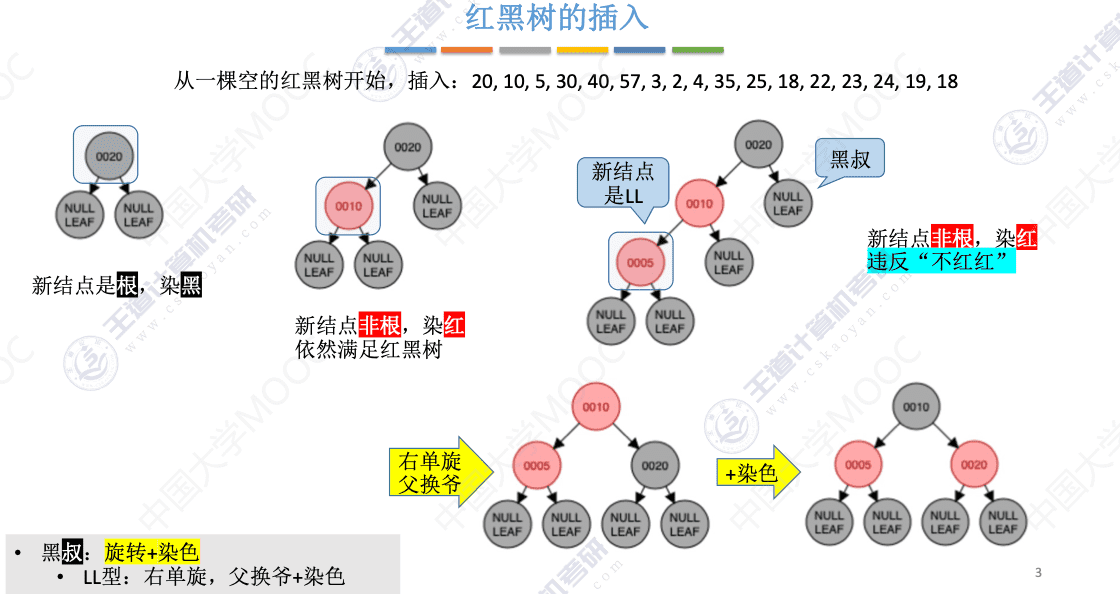 红黑树的插入
从一棵空的红黑树开始，插入：20, 10, 5, 30, 40, 57, 3, 2, 4, 35, 25, 18, 22, 23, 24, 19, 18
0020
NULL LEAF
NULL LEAF
新结点是根，染黑
0020
0010
NULL LEAF
NULL LEAF
NULL LEAF
新结点非根，染红
依然满足红黑树
新结点
是LL
黑叔
0020
0010
NULL LEAF
0005
NULL LEAF
NULL LEAF
NULL LEAF
新结点非根，染红
违反“不红红”
右单旋
父换爷
0010
0005
0020
NULL LEAF
NULL LEAF
NULL LEAF
NULL LEAF
+染色
0010
0005
0020
NULL LEAF
NULL LEAF
NULL LEAF
NULL LEAF
• 黑叔：旋转+染色
• LL型：右单旋，父换爷+染色
3
王道计算机考研
www.cskaoyan.com
中国大学MOOC